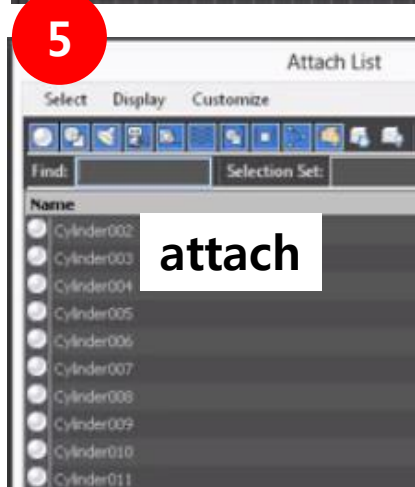 5
Attach List
Select Display Customize
Find: Selection Set:
Name
Cylinder002
Cylinder003
attach
Cylinder004
Cylinder005
Cylinder006
Cylinder007
Cylinder008
Cylinder009
Cylinder010
Cylinder011